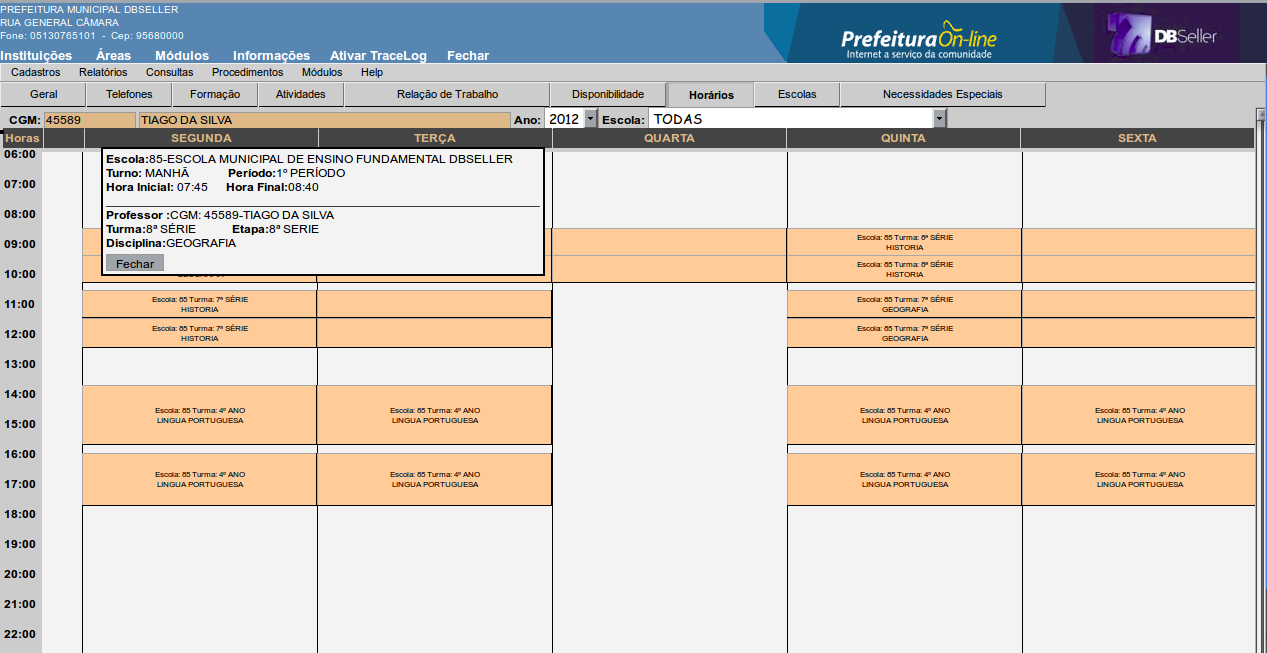 PREFEITURA MUNICIPAL DBSELLER
RUA GENERAL CÂMARA
Fone: 05130765101 - Cep: 95680000
Prefeitura On-line
Internet a serviço da comunidade
DBSeller
Instituições Áreas Módulos Informações Ativar TraceLog Fechar
Cadastros Relatórios Consultas Procedimentos Módulos Help
Geral Telefones Formação Atividades Relação de Trabalho Disponibilidade Horários Escolas Necessidades Especiais
CGM: 45589 TIAGO DA SILVA Ano: 2012 Escola: TODAS
Horas SEGUNDA TERÇA QUARTA QUINTA SEXTA
06:00
Escola:85-ESCOLA MUNICIPAL DE ENSINO FUNDAMENTAL DBSELLER
Turno: MANHÃ Período:1º PERÍODO
Hora Inicial: 07:45 Hora Final:08:40
Professor :CGM: 45589-TIAGO DA SILVA
Turma:8ª SÉRIE Etapa:8ª SERIE
Disciplina:GEOGRAFIA
Fechar
07:00
08:00
09:00
Escola: 85 Turma: 8ª SÉRIE
HISTORIA
Escola: 85 Turma: 8ª SÉRIE
HISTORIA
10:00
11:00
Escola: 85 Turma: 7ª SÉRIE Escola: 85 Turma: 7ª SÉRIE
HISTORIA GEOGRAFIA
12:00
Escola: 85 Turma: 7ª SÉRIE Escola: 85 Turma: 7ª SÉRIE
HISTORIA GEOGRAFIA
13:00
14:00
Escola: 85 Turma: 4º ANO Escola: 85 Turma: 4º ANO Escola: 85 Turma: 4º ANO Escola: 85 Turma: 4º ANO
LINGUA PORTUGUESA LINGUA PORTUGUESA LINGUA PORTUGUESA LINGUA PORTUGUESA
15:00
16:00
Escola: 85 Turma: 4º ANO Escola: 85 Turma: 4º ANO Escola: 85 Turma: 4º ANO Escola: 85 Turma: 4º ANO
LINGUA PORTUGUESA LINGUA PORTUGUESA LINGUA PORTUGUESA LINGUA PORTUGUESA
17:00
18:00
19:00
20:00
21:00
22:00